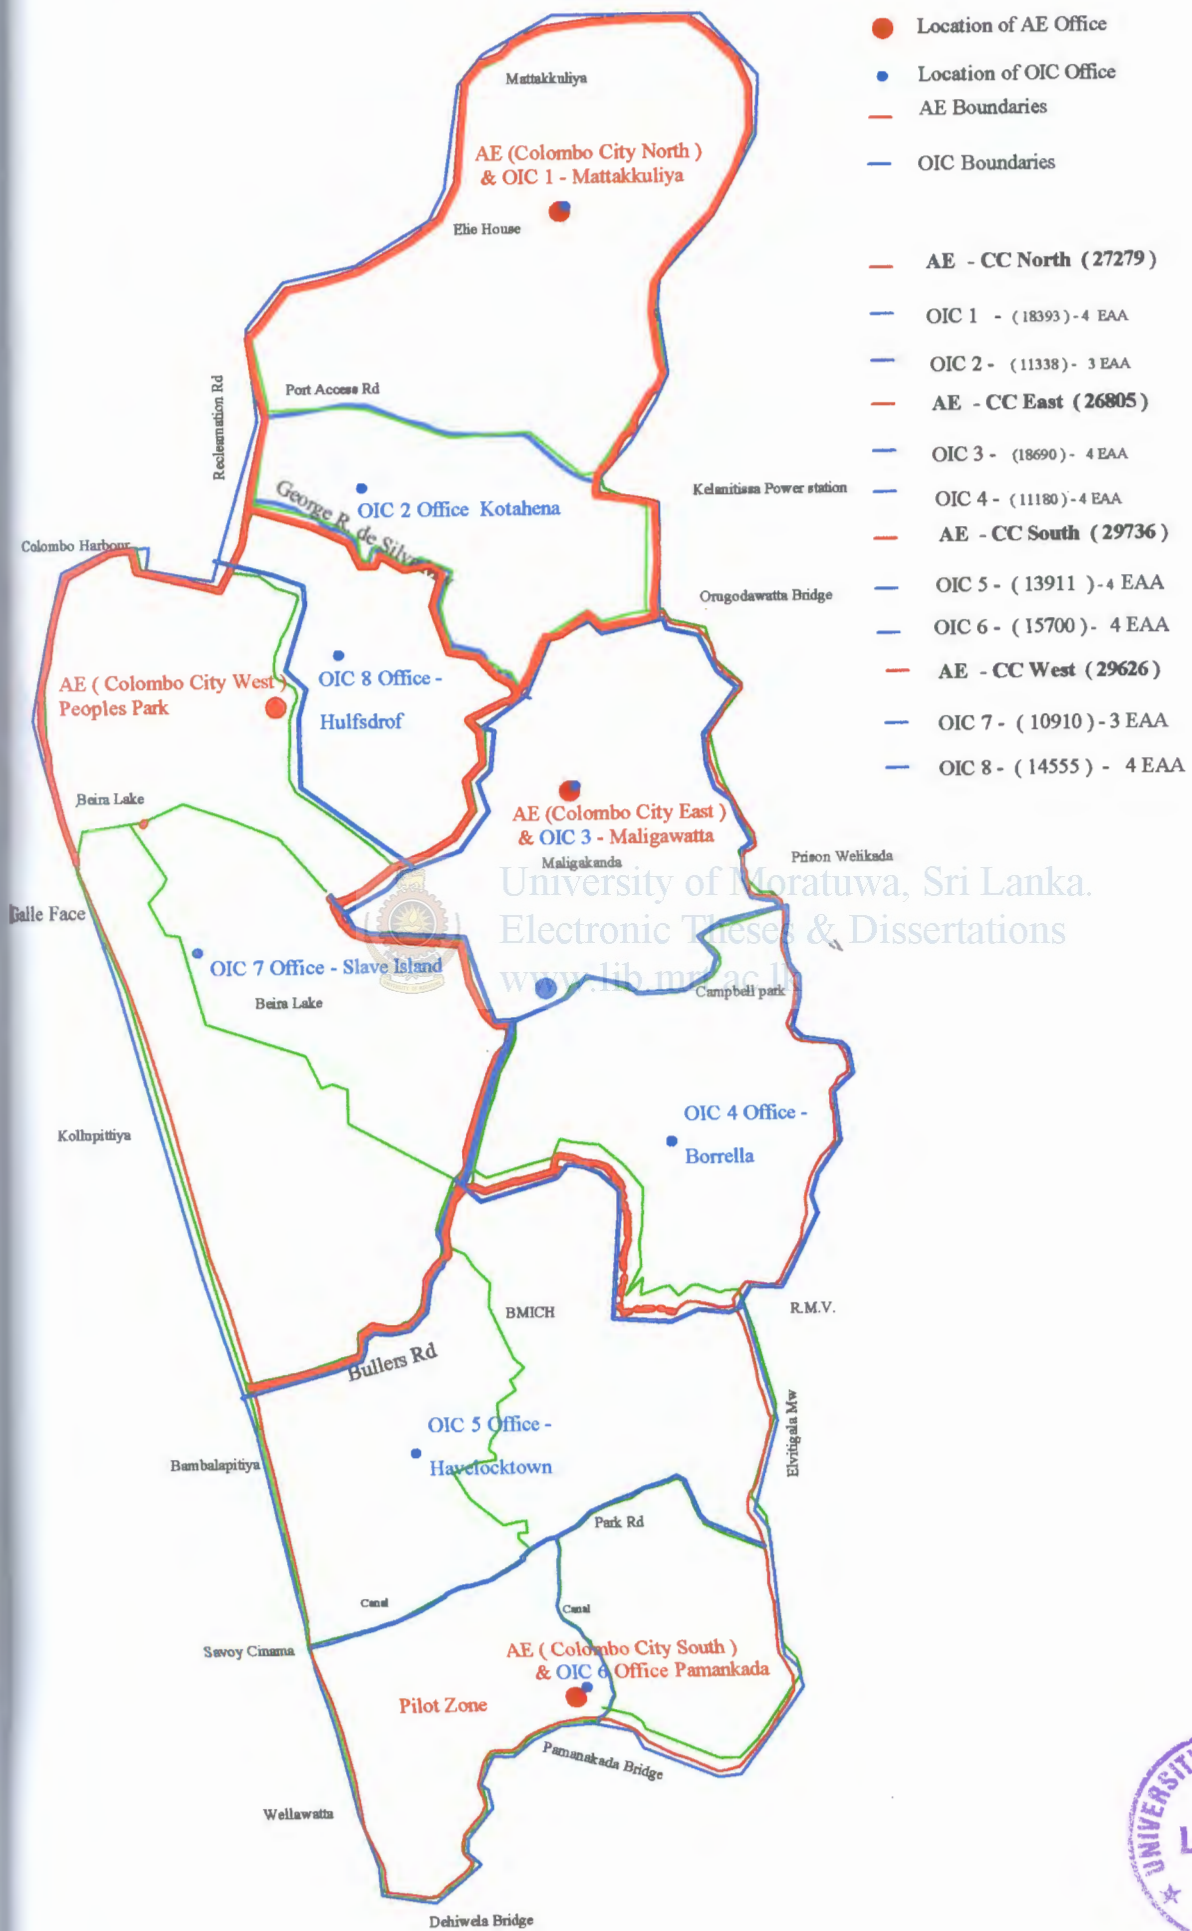 Location of AE Office
Location of OIC Office
AE Boundaries
OIC Boundaries
AE - CC North ( 27279 )
OIC 1 - ( 18393) - 4 EAA
OIC 2 - ( 11338) - 3 EAA
AE - CC East ( 26805)
OIC 3 - (18690) - 4 EAA
OIC 4 - ( 11180) - 4 EAA
AE - CC South ( 29736 )
OIC 5 - ( 13911 ) - 4 EAA
OIC 6 - ( 15700) - 4 EAA
AE - CC West ( 29626)
OIC 7 - ( 10910 ) - 3 EAA
OIC 8 - ( 14555 ) - 4 EAA
Mattakkuliya
AE (Colombo City North )
& OIC 1 - Mattakkuliya
Elie House
Recleamation Rd
Port Access Rd
Kelanitissa Power station
OIC 2 Office Kotahena
George R. de Silva Mw
Colombo Harbour
Orugodawatta Bridge
AE ( Colombo City West )
Peoples Park
OIC 8 Office -
Hulfsdrof
Beira Lake
AE (Colombo City East )
& OIC 3 - Maligawatta
Maligakanda
Prison Welikada
University of Moratuwa, Sri Lanka.
Electronic Theses & Dissertations
www.lib.mrt.ac.lk
Galle Face
OIC 7 Office - Slave Island
Beira Lake
Campbell park
Kollupittiya
OIC 4 Office -
Borrella
BMICH
R.M.V.
Bullers Rd
OIC 5 Office -
Havelocktown
Elvitigala Mw
Bambalapitiya
Park Rd
Canal
Canal
Savoy Cinama
AE ( Colombo City South )
& OIC 6 Office Pamankada
Pilot Zone
Pamanakada Bridge
Wellawatta
Dehiwela Bridge